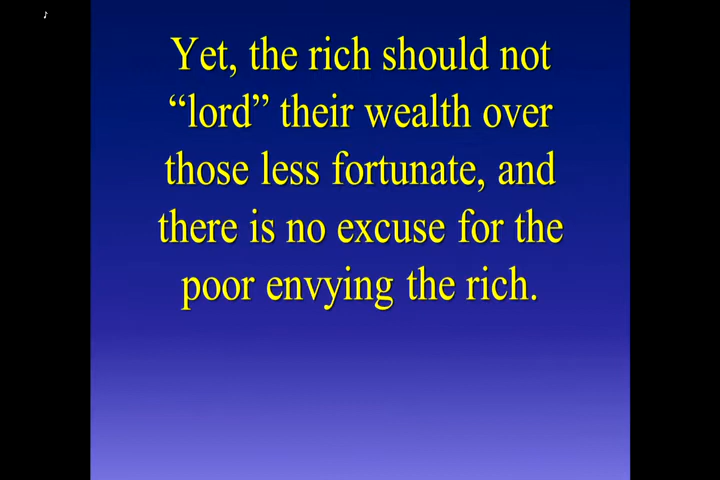 Yet, the rich should not
“lord” their wealth over
those less fortunate, and
there is no excuse for the
poor envying the rich.